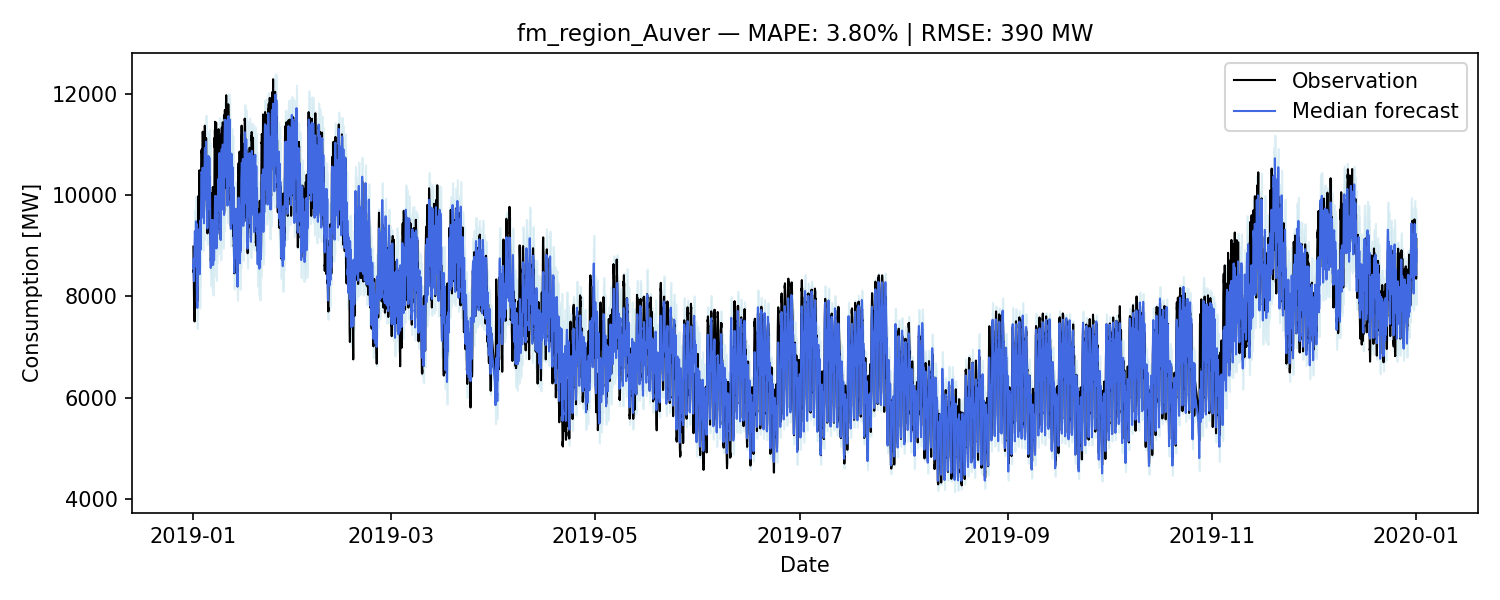 fm_region_Auver — MAPE: 3.80% | RMSE: 390 MW
Observation
Median forecast
Consumption [MW]
12000
10000
8000
6000
4000
2019-01
2019-03
2019-05
2019-07
2019-09
2019-11
2020-01
Date